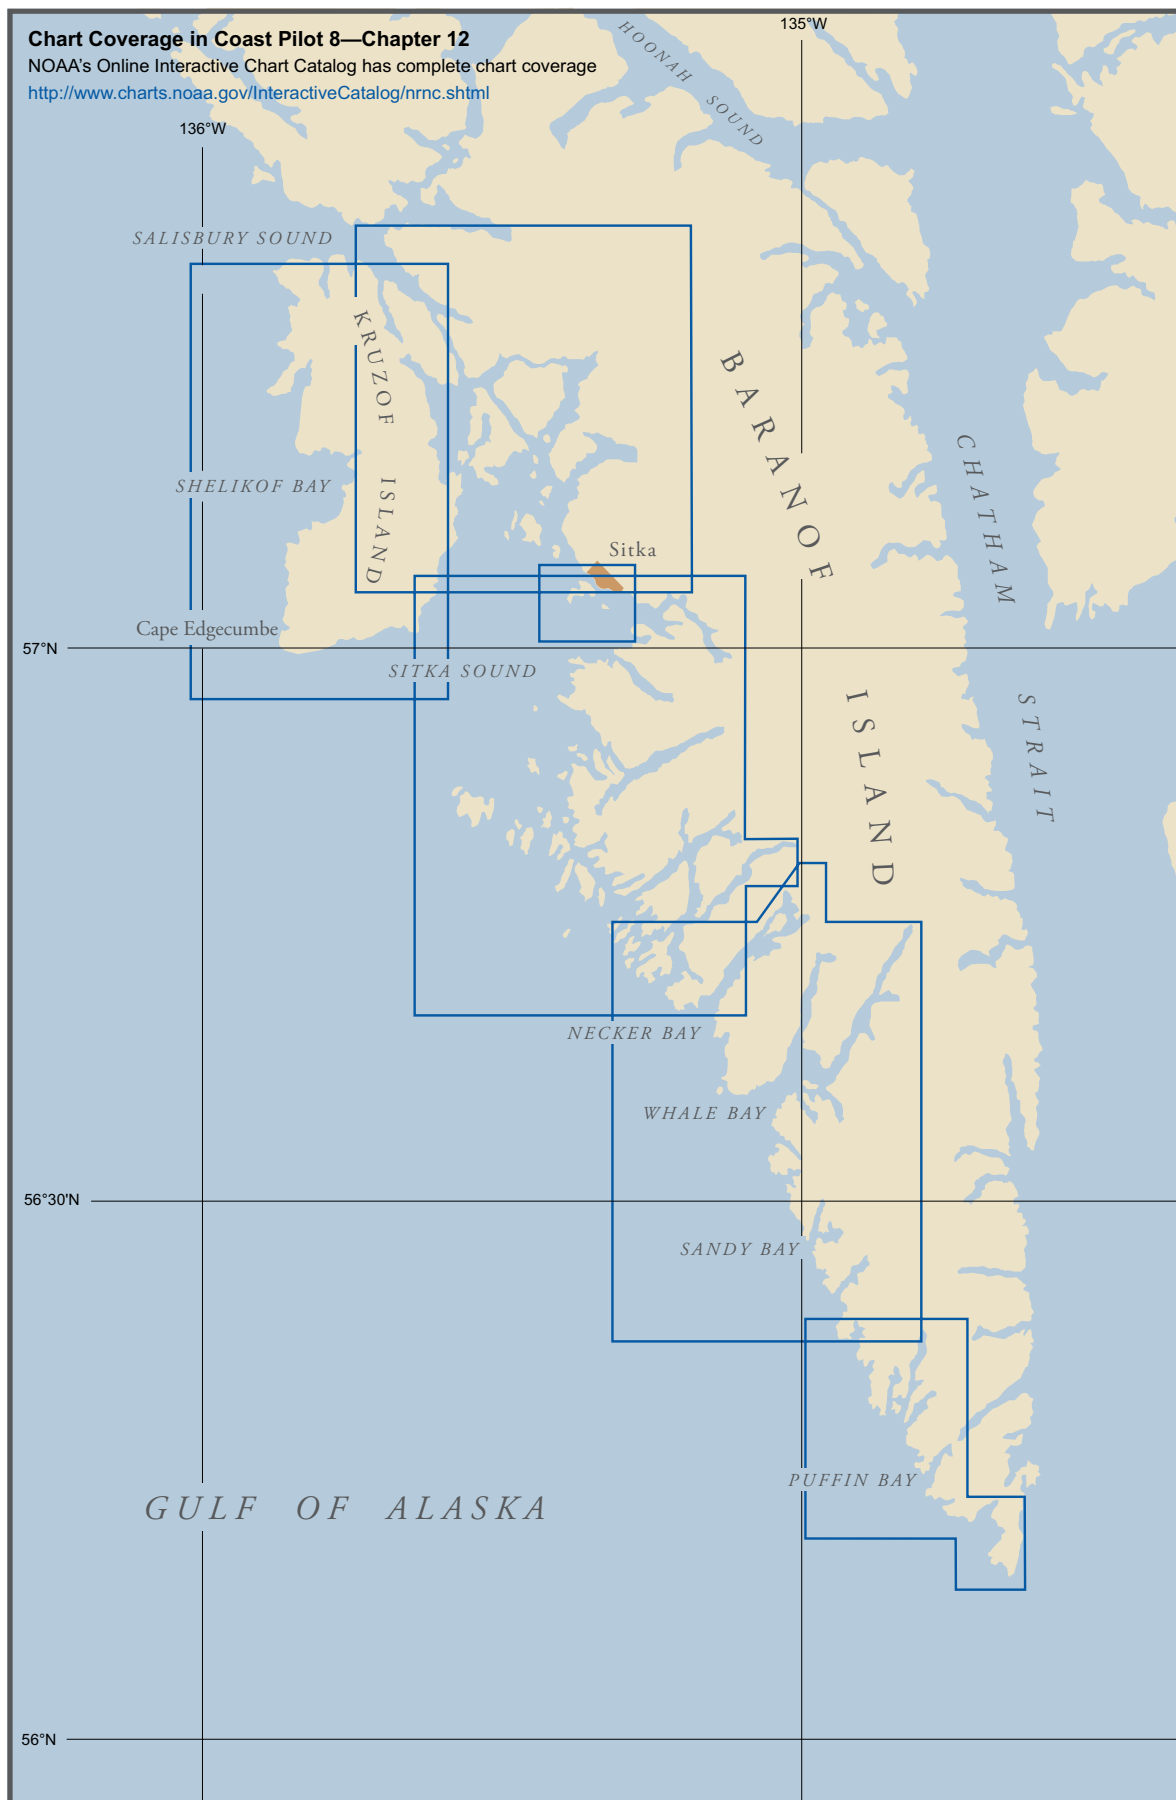 Chart Coverage in Coast Pilot 8—Chapter 12
NOAA's Online Interactive Chart Catalog has complete chart coverage
http://www.charts.noaa.gov/InteractiveCatalog/nrnc.shtml
135°W
HOONAH SOUND
136°W
SALISBURY SOUND
KRUZOF ISLAND
BARANOF ISLAND
CHATHAM STRAIT
SHELIKOF BAY
Sitka
Cape Edgecumbe
57°N
SITKA SOUND
NECKER BAY
WHALE BAY
56°30'N
SANDY BAY
PUFFIN BAY
GULF OF ALASKA
56°N